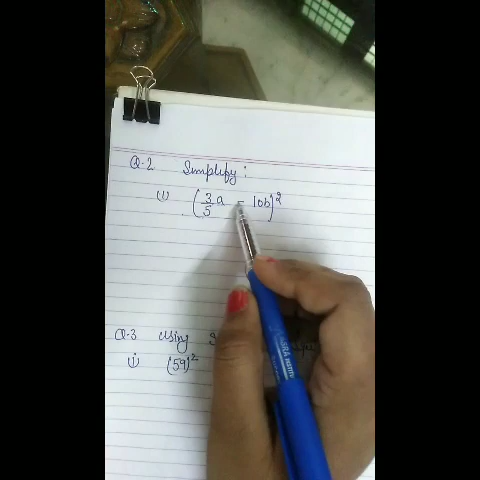 Q.2 Simplify:
(i) (3/5 a - 10b)²
Q.3 Using
(i) (59)²